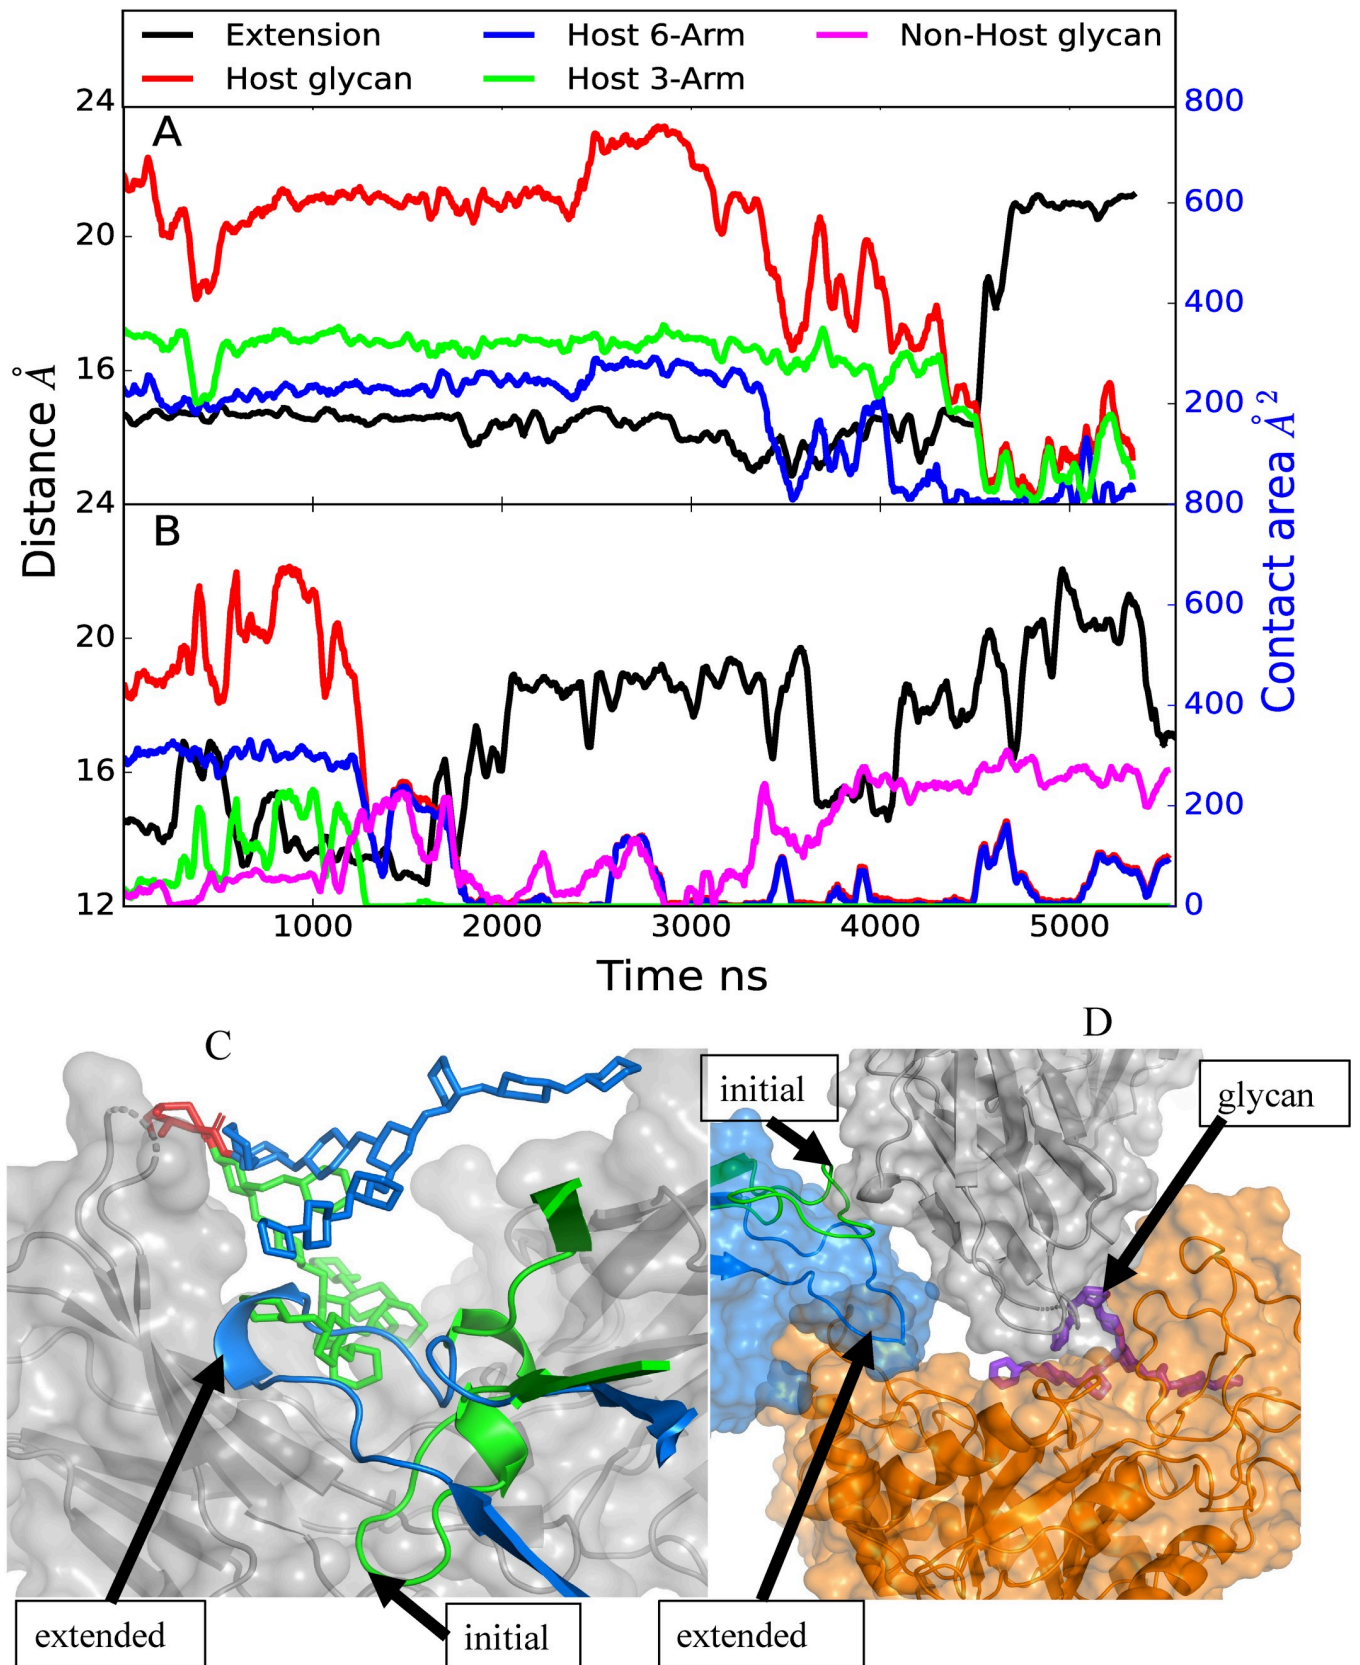 Extension Host 6-Arm Non-Host glycan
Host glycan Host 3-Arm
24 800
A
600
20
400
16
200
24 800
B
600
20
400
16
200
12 0
1000 2000 3000 4000 5000
Time ns
Distance Å
Contact area Å 2
C
D
initial
glycan
extended
initial
extended